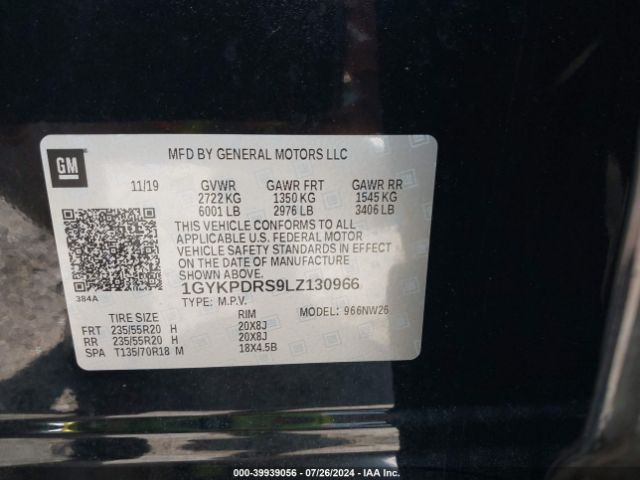 GM
MFD BY GENERAL MOTORS LLC
11/19 GVWR GAWR FRT GAWR RR
2722 KG 1350 KG 1545 KG
6001 LB 2976 LB 3406 LB
THIS VEHICLE CONFORMS TO ALL
APPLICABLE U.S. FEDERAL MOTOR
VEHICLE SAFETY STANDARDS IN EFFECT
ON THE DATE OF MANUFACTURE
SHOWN ABOVE.
1GYKPDRS9LZ130966
TYPE: M.P.V.
384A
TIRE SIZE RIM MODEL: 966NW26
FRT 235/55R20 H 20X8J
RR 235/55R20 H 20X8J
SPA T135/70R18 M 18X4.5B
000-39939056 - 07/26/2024 - IAA Inc.